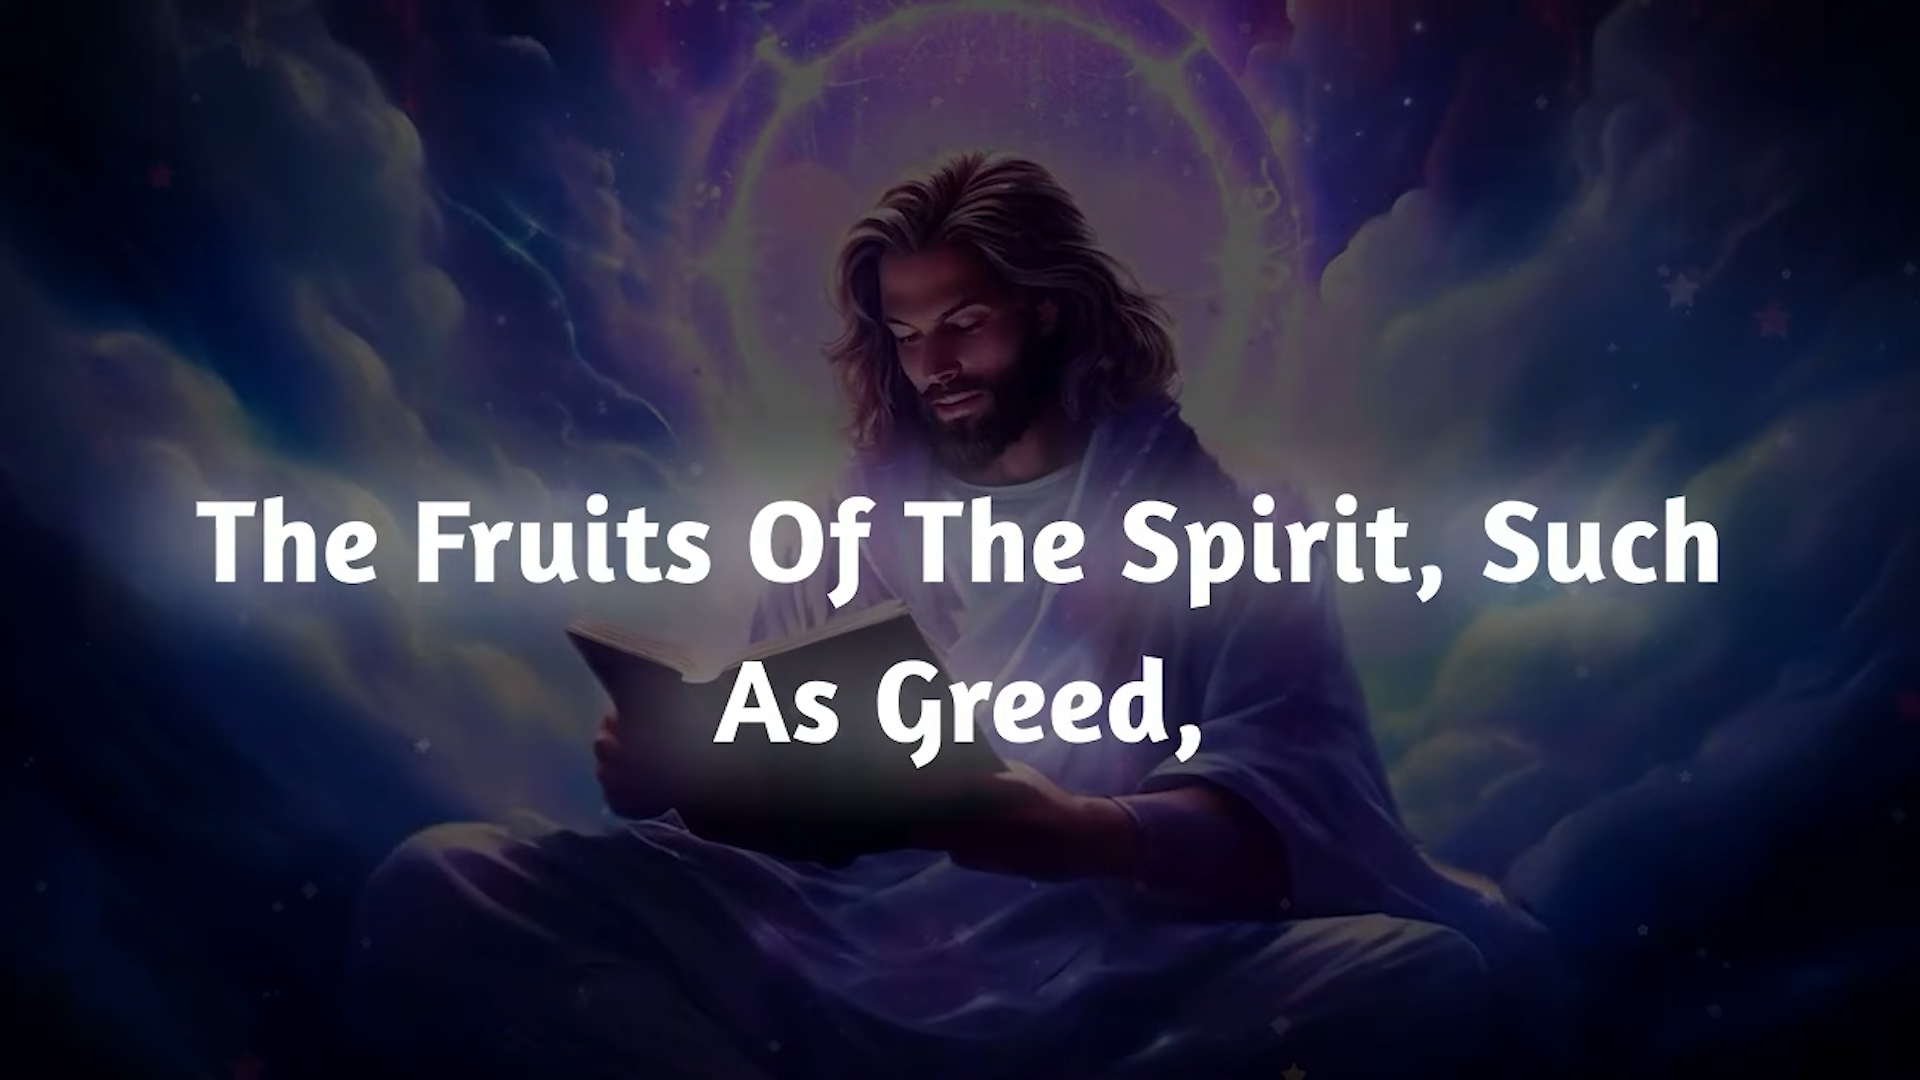 The Fruits Of The Spirit, Such
As Greed,